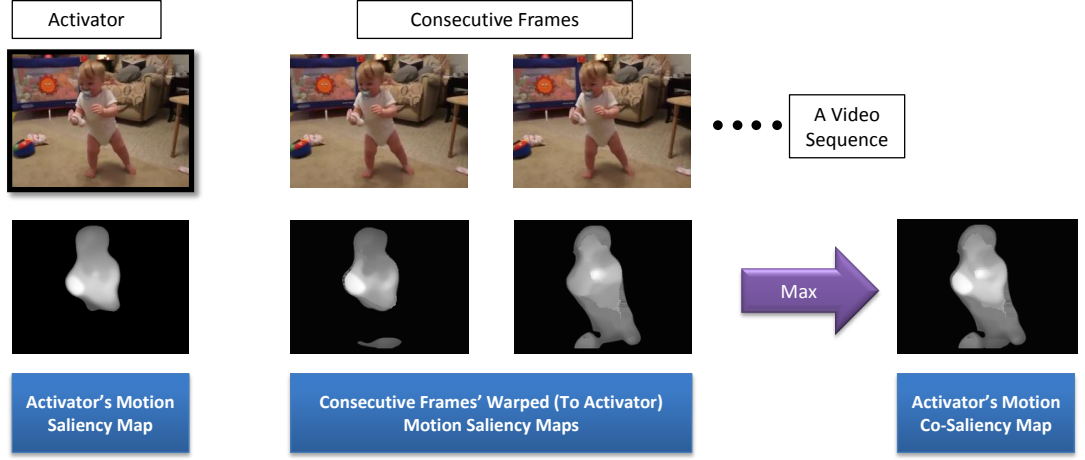 Activator
Consecutive Frames
A Video
Sequence
Max
Activator's Motion
Saliency Map
Consecutive Frames' Warped (To Activator)
Motion Saliency Maps
Activator's Motion
Co-Saliency Map